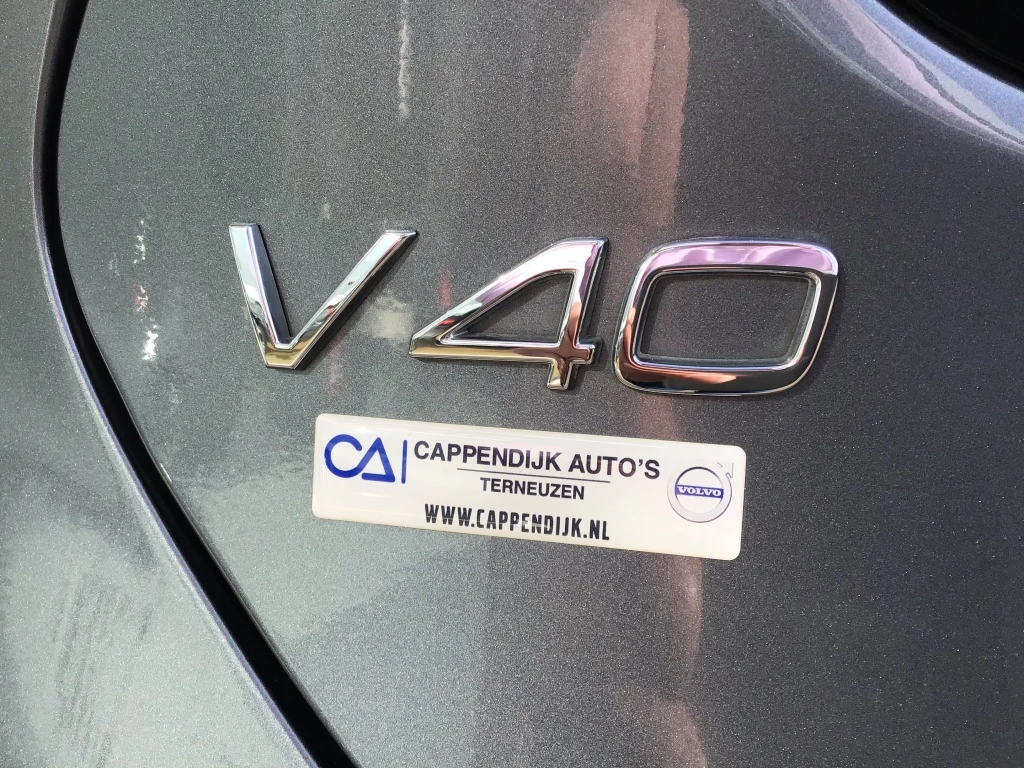 V40
CA
CAPPENDIJK AUTO'S
TERNEUZEN
WWW.CAPPENDIJK.NL
VOLVO